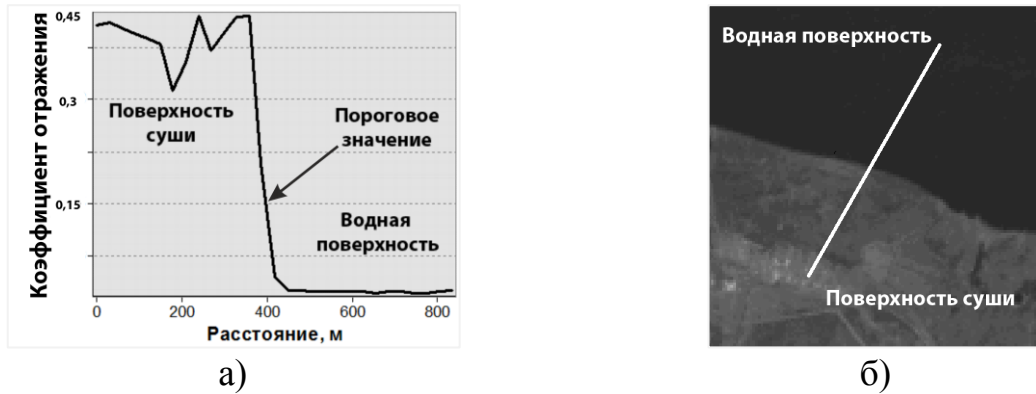 Коэффициент отражения
0,45
0,3
0,15
Поверхность
суши
Пороговое
значение
Водная
поверхность
0
200
400
600
800
Расстояние, м
а)
Водная поверхность
Поверхность суши
б)